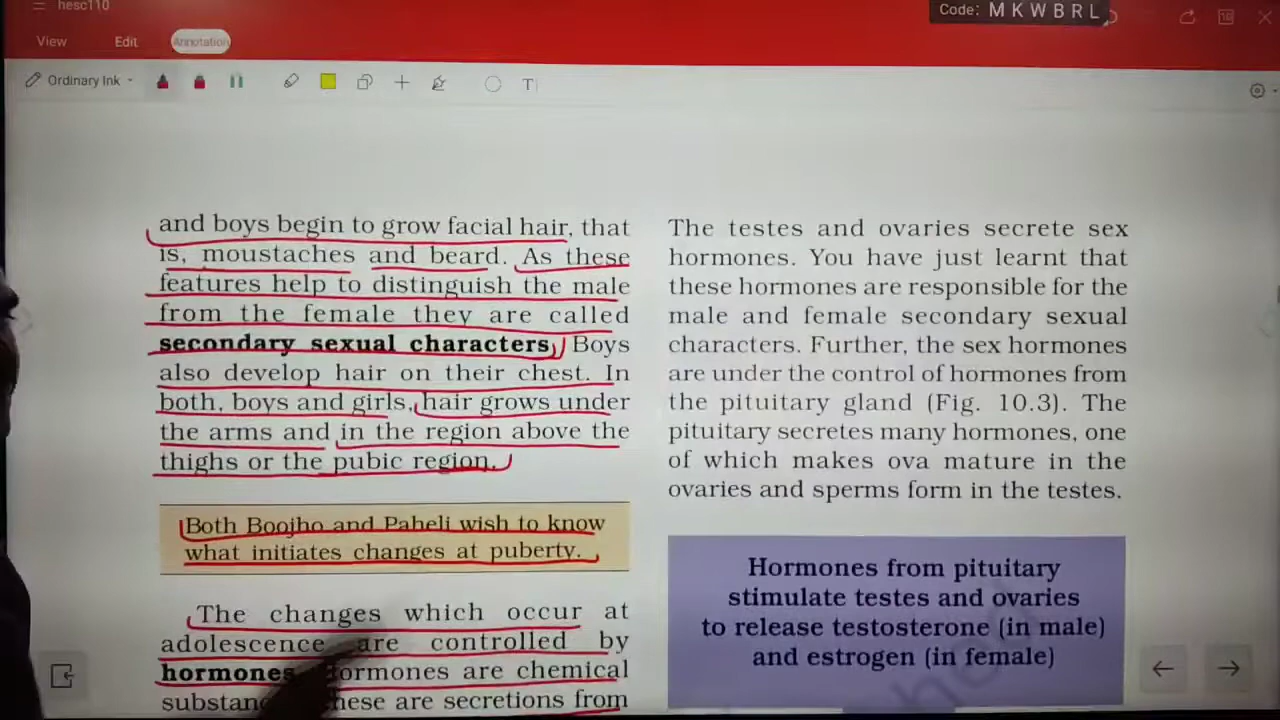 hesc110
Code: M K W B R L
View Edit Annotation
Ordinary Ink
and boys begin to grow facial hair, that
is, moustaches and beard. As these
features help to distinguish the male
from the female they are called
secondary sexual characters. Boys
also develop hair on their chest. In
both, boys and girls, hair grows under
the arms and in the region above the
thighs or the pubic region.
Both Boojho and Paheli wish to know
what initiates changes at puberty.
The changes which occur at
adolescence are controlled by
hormones. Hormones are chemical
these are secretions from
The testes and ovaries secrete sex
hormones. You have just learnt that
these hormones are responsible for the
male and female secondary sexual
characters. Further, the sex hormones
are under the control of hormones from
the pituitary gland (Fig. 10.3). The
pituitary secretes many hormones, one
of which makes ova mature in the
ovaries and sperms form in the testes.
Hormones from pituitary
stimulate testes and ovaries
to release testosterone (in male)
and estrogen (in female)